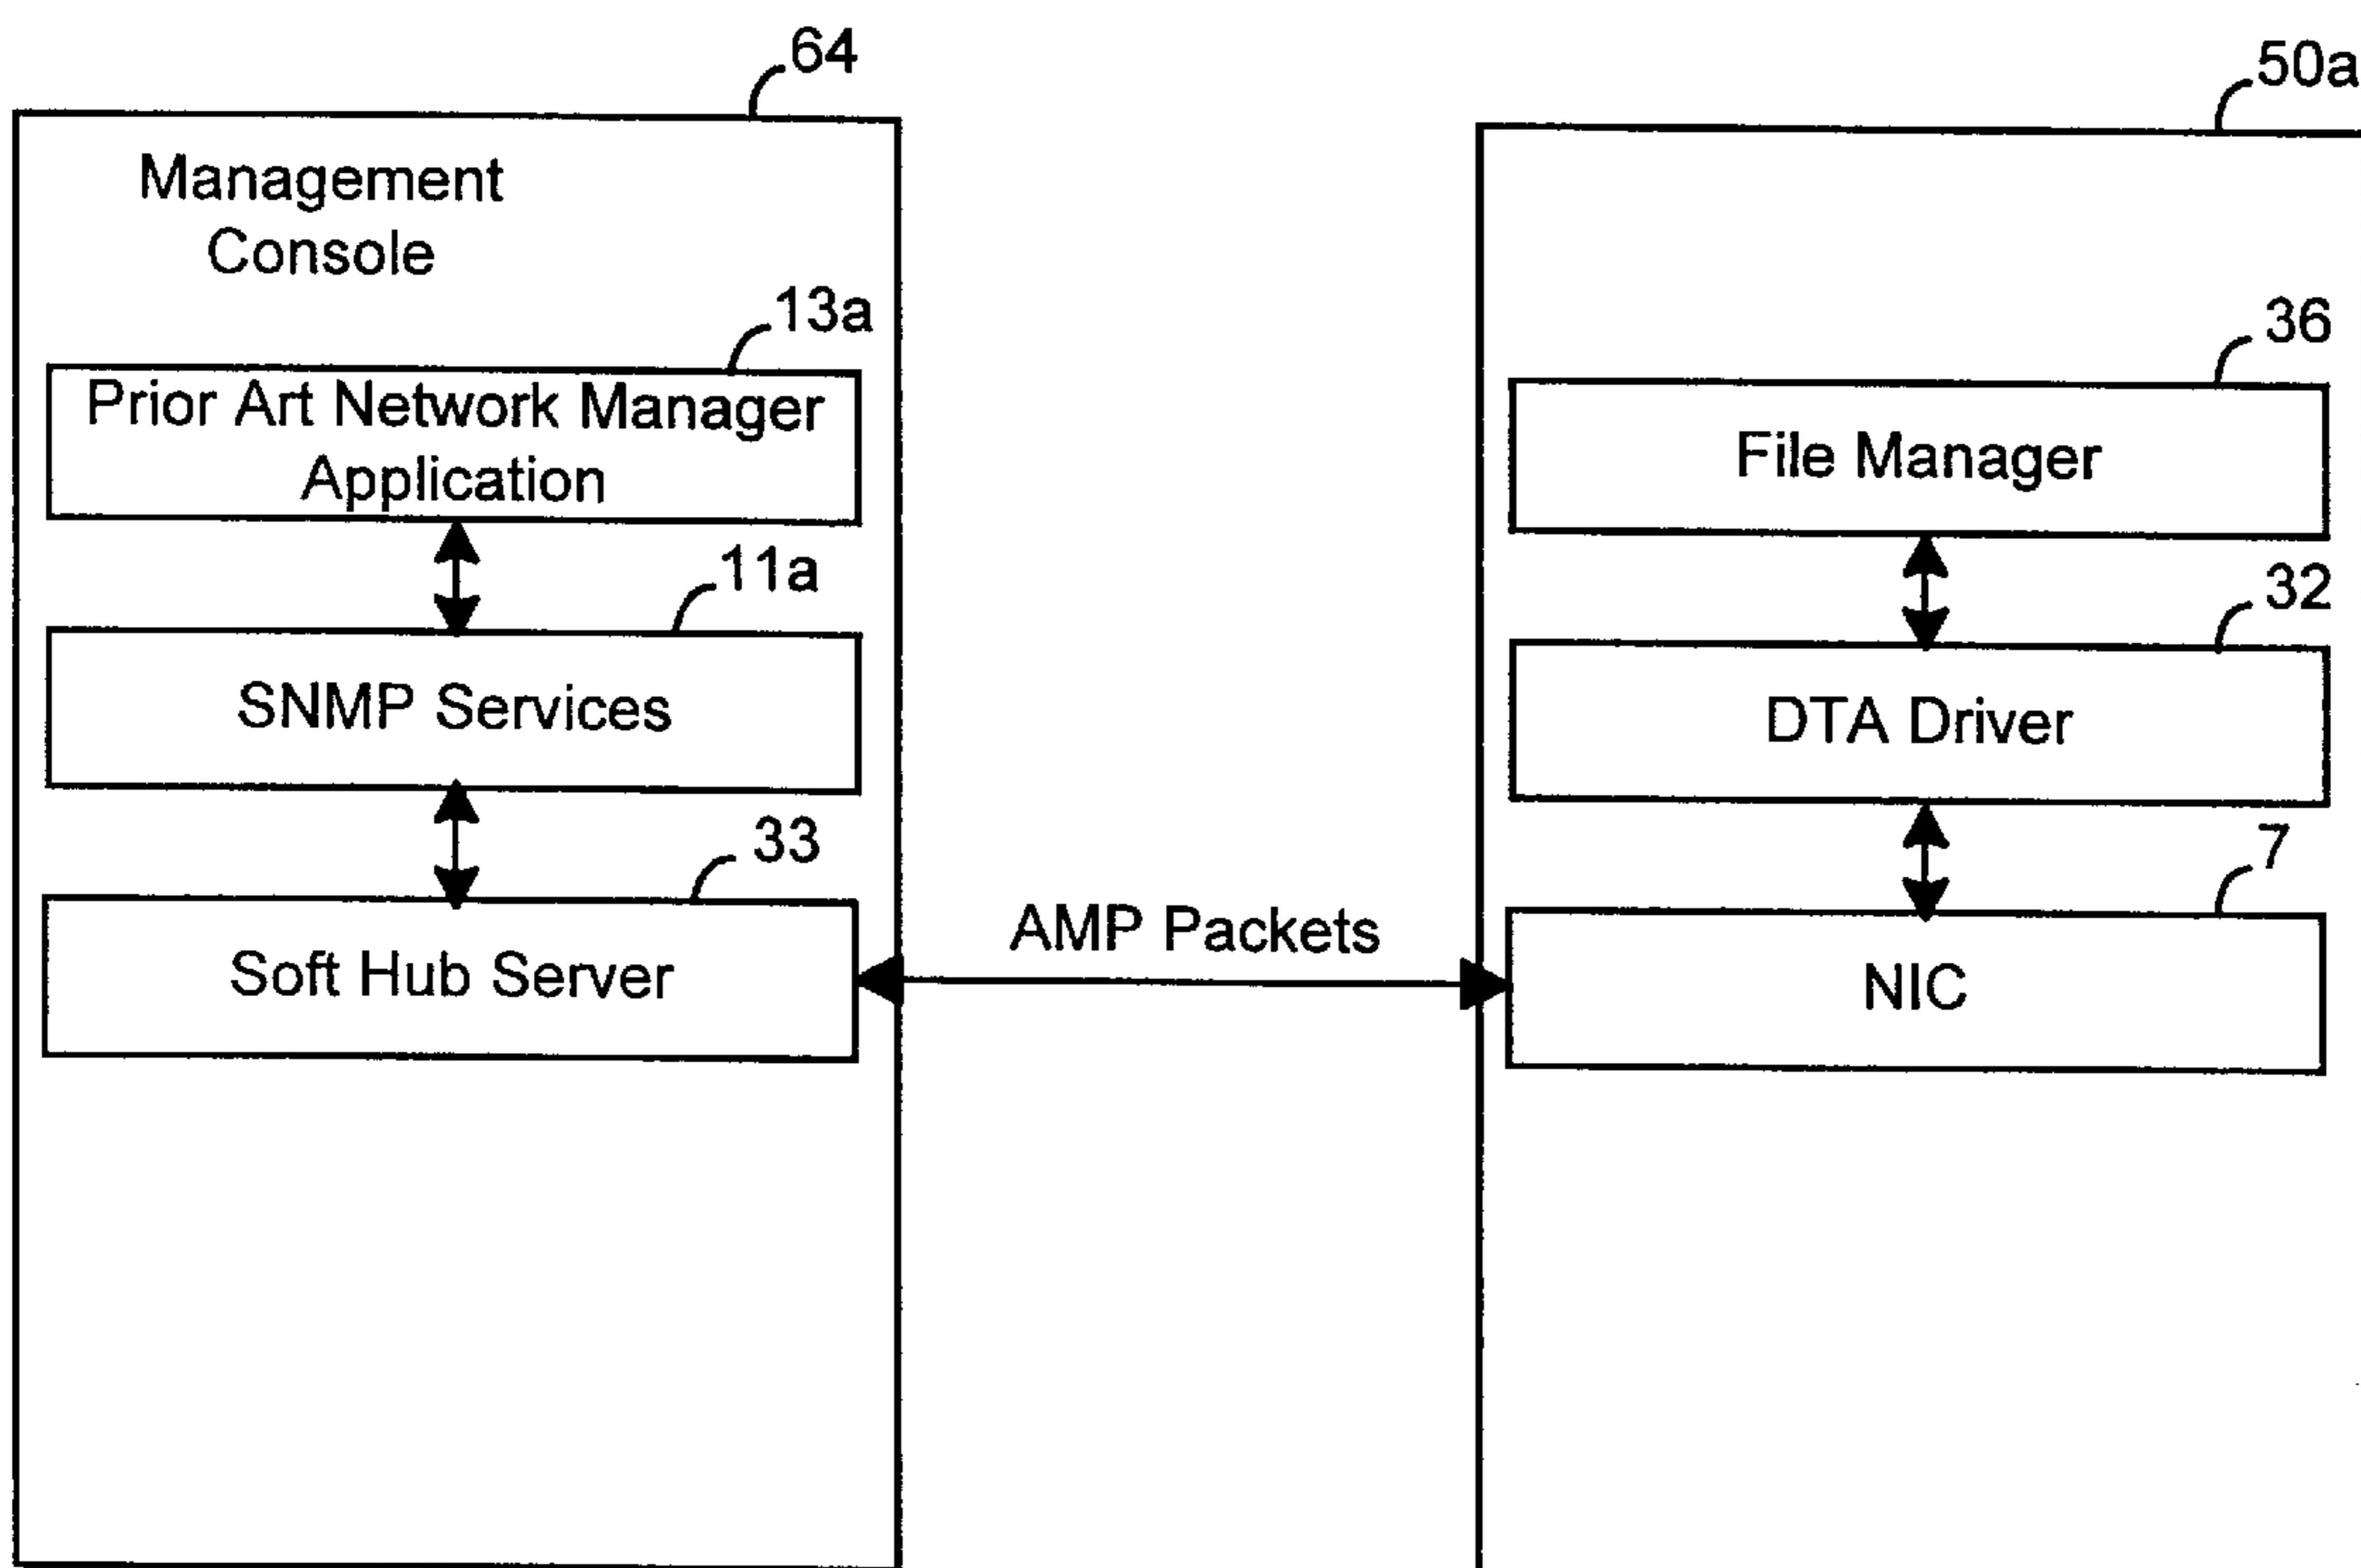 64
50a
Management
Console
13a
36
Prior Art Network Manager
Application
File Manager
11a
32
SNMP Services
DTA Driver
33
7
AMP Packets
Soft Hub Server
NIC